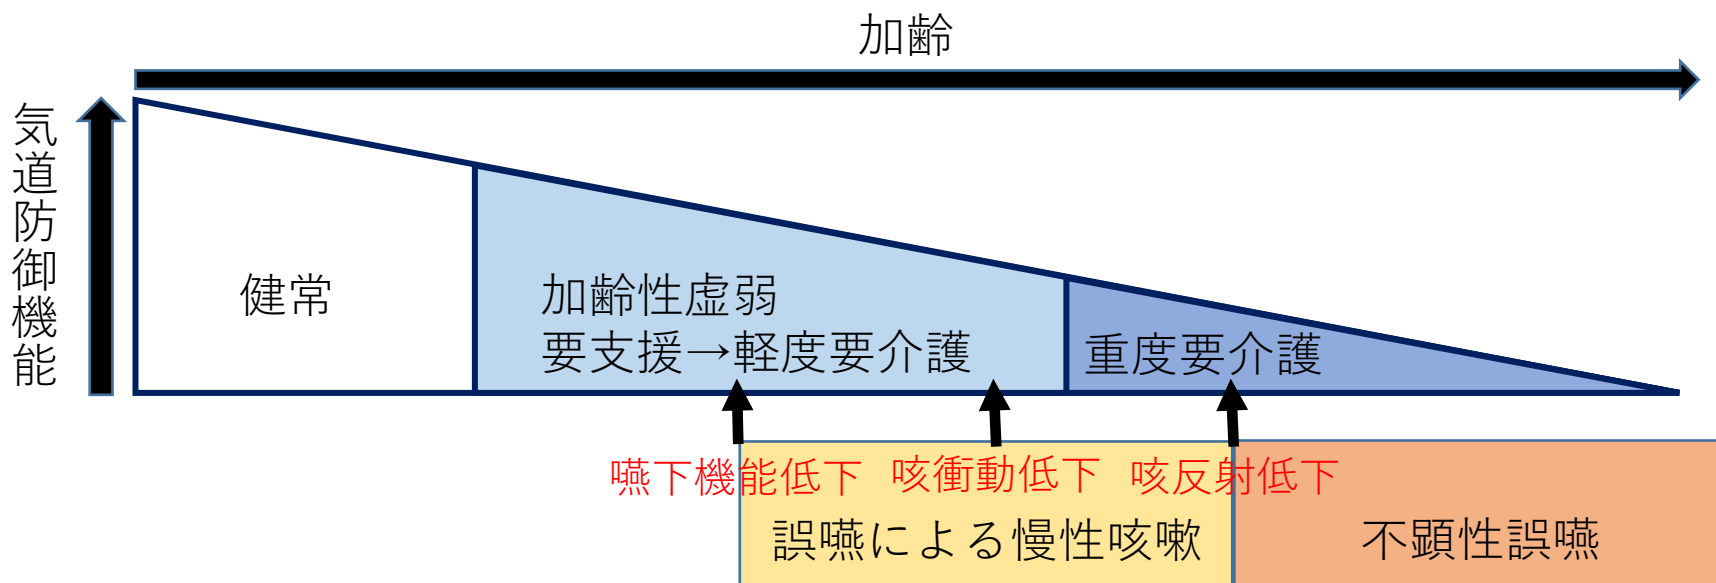 加齢
気道防御機能
健常
加齢性虚弱
要支援→軽度要介護
重度要介護
嚥下機能低下
咳衝動低下
咳反射低下
誤嚥による慢性咳嗽
不顕性誤嚥